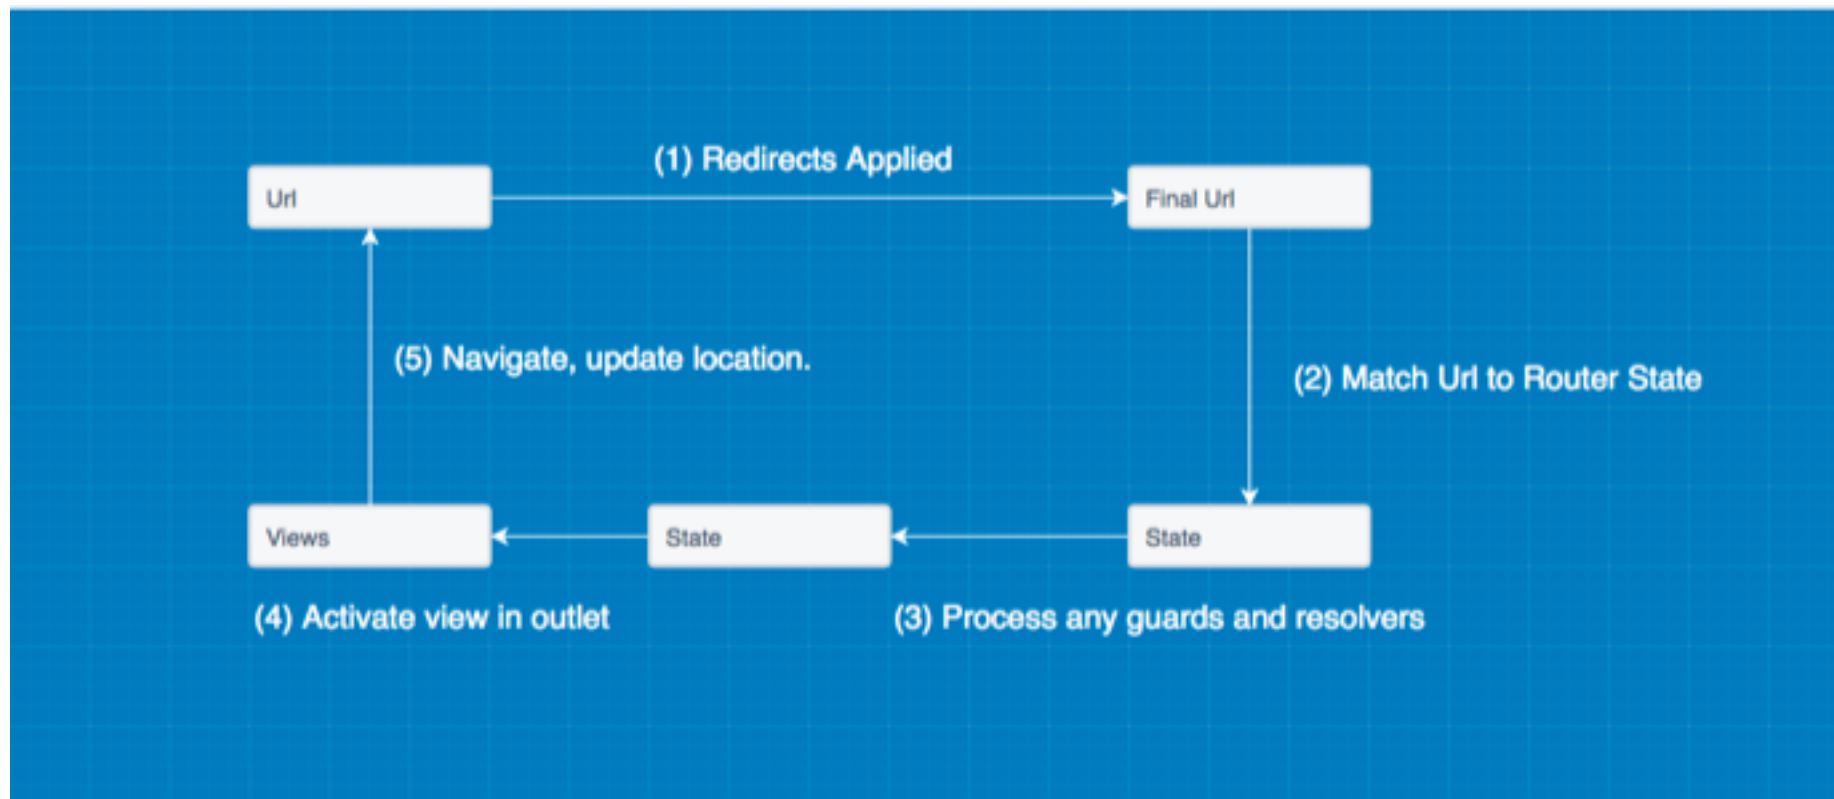 (1) Redirects Applied
Url
Final Url
(5) Navigate, update location.
(2) Match Url to Router State
Views
State
State
(4) Activate view in outlet
(3) Process any guards and resolvers